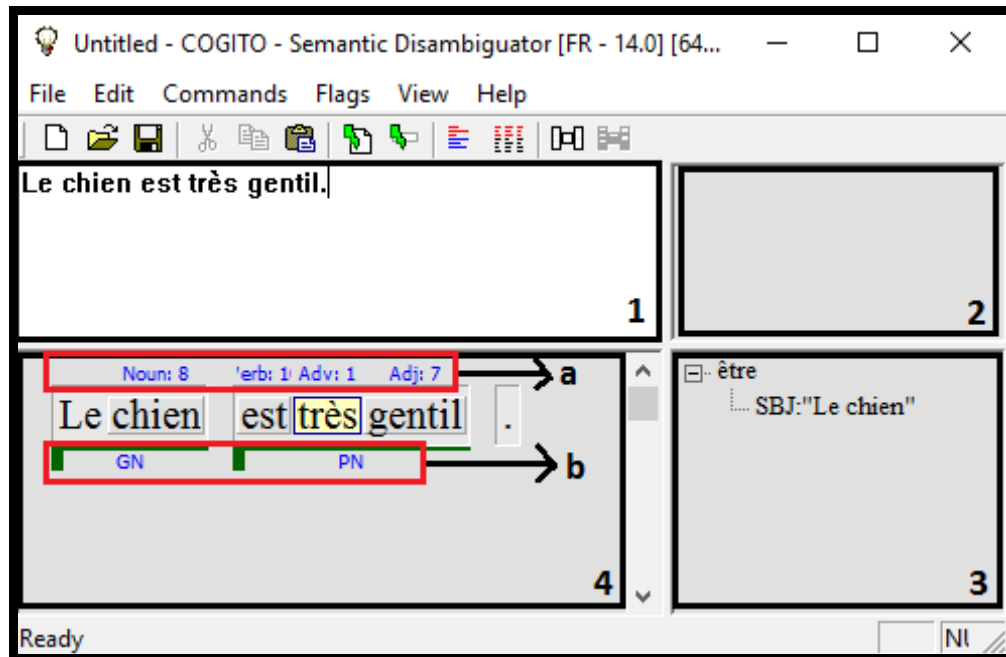 Untitled - COGITO - Semantic Disambiguator [FR - 14.0] [64...
File Edit Commands Flags View Help
Le chien est très gentil.
1
2
Noun: 8 'erb: 1 Adv: 1 Adj: 7 a
Le chien est très gentil .
GN PN b
4
être
SBJ:"Le chien"
3
Ready